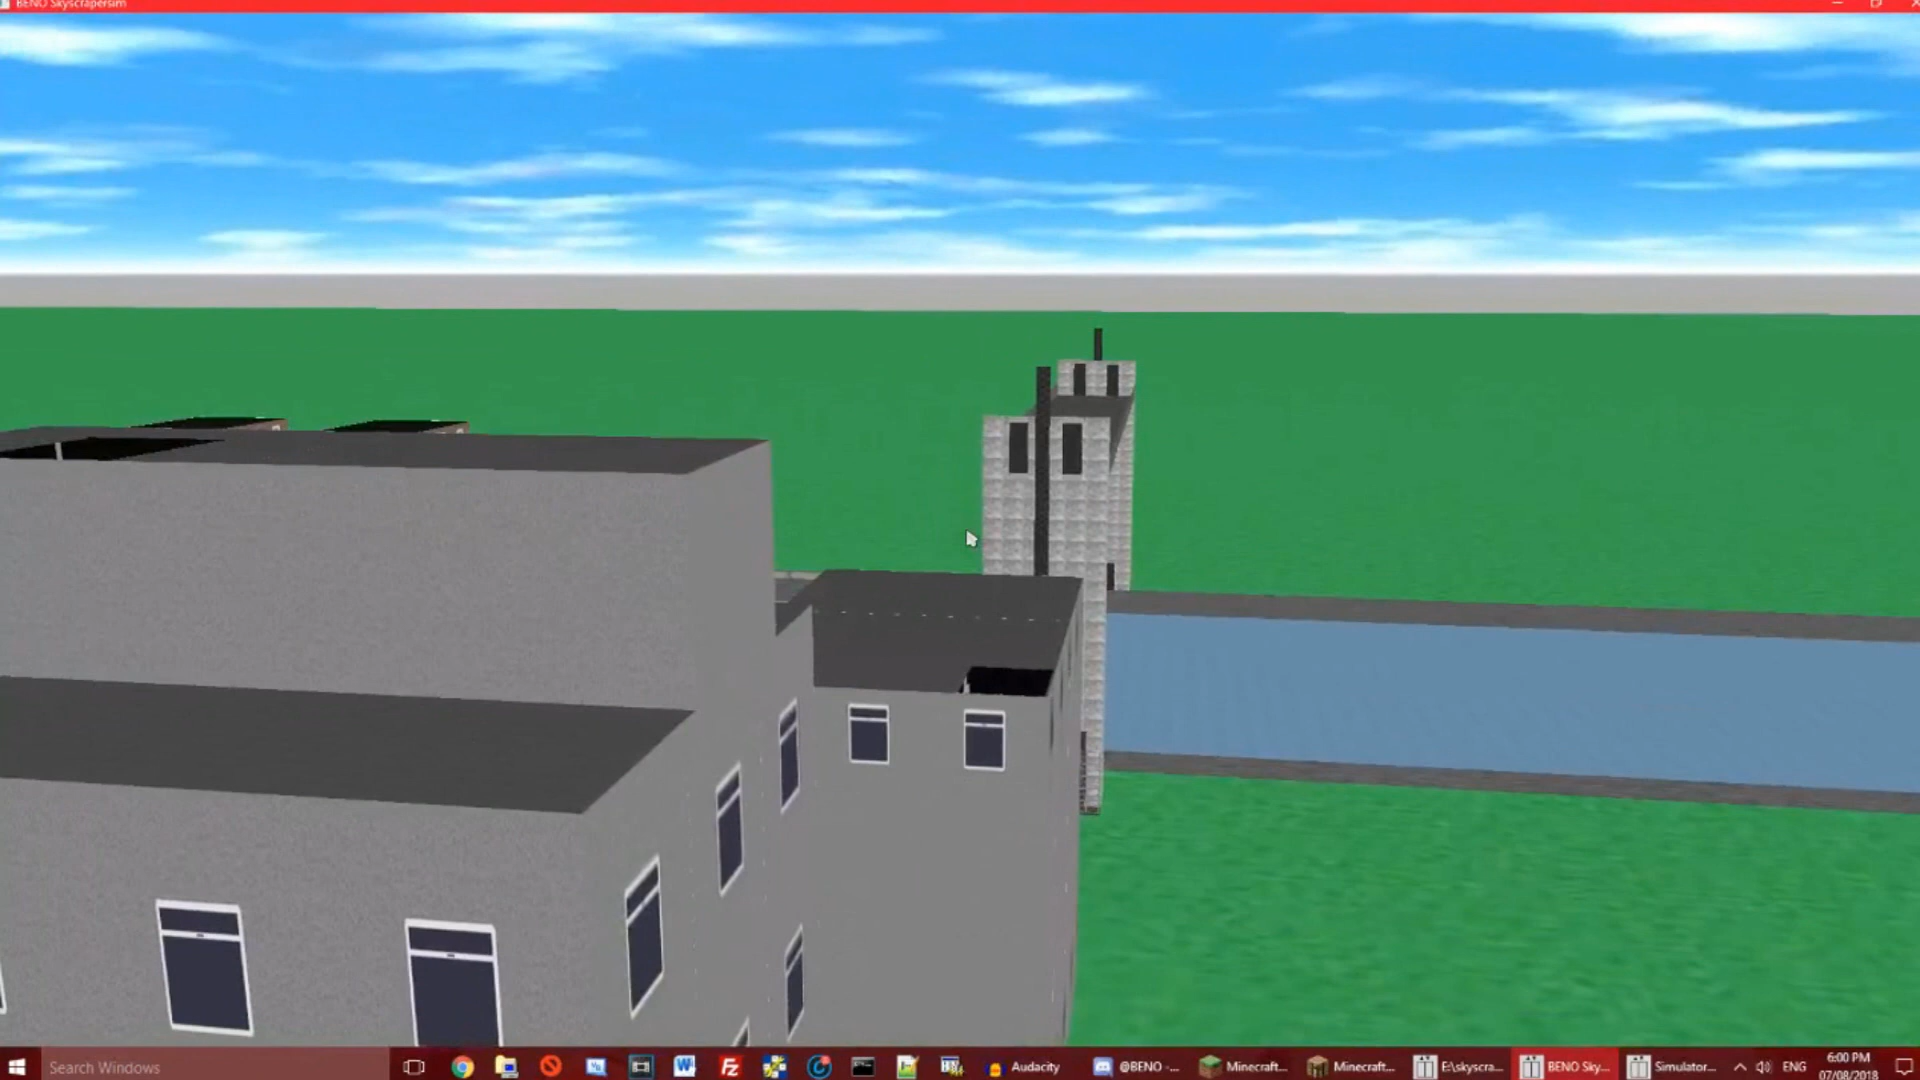 BENO Skyscrapersim
Search Windows
Audacity
@BENO -...
Minecraft...
Minecraft...
E:\skyscra...
BENO Sky...
Simulator...
ENG
6:00 PM
07/08/2018